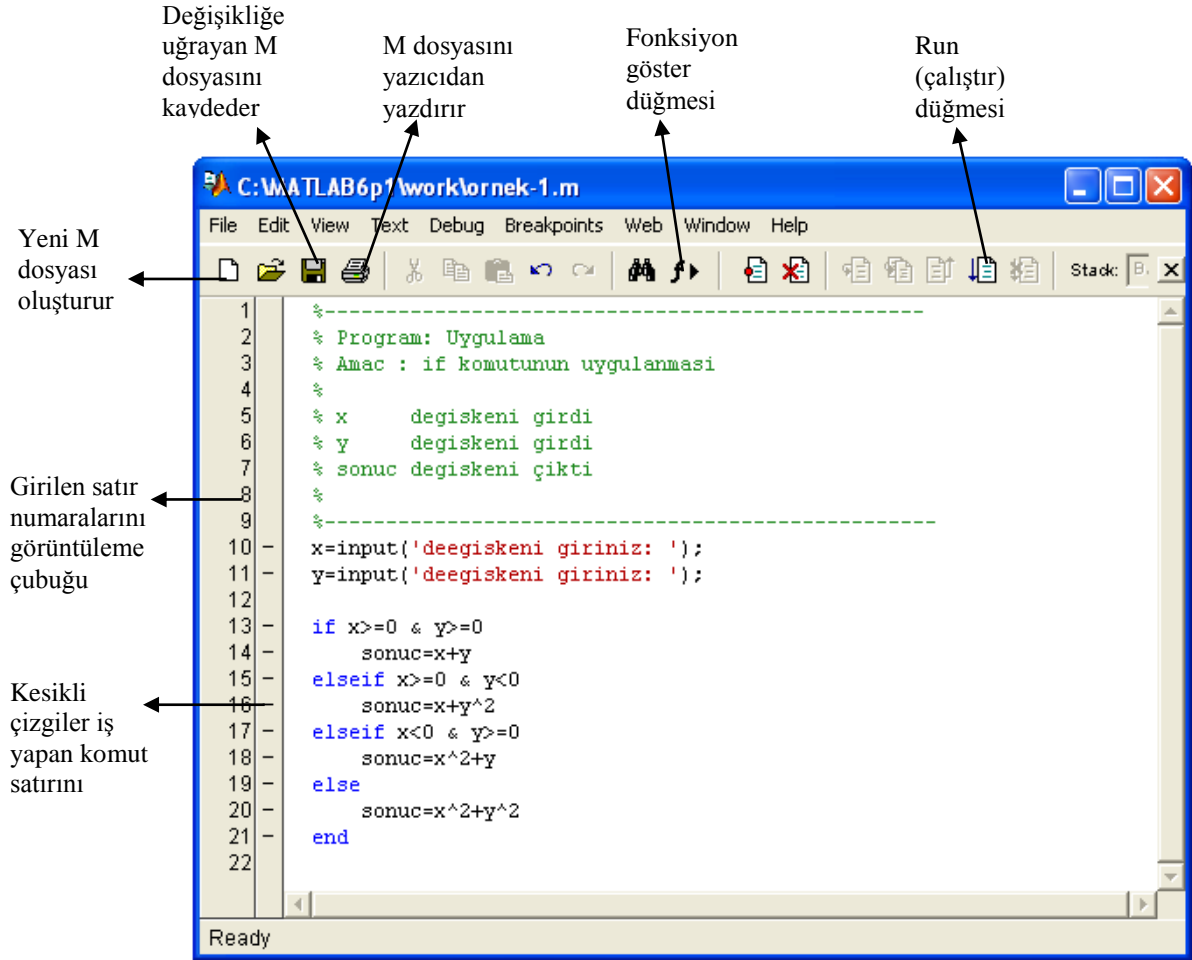 Değişikliğe
uğrayan M
dosyasını
kaydeder
M dosyasını
yazıcıdan
yazdırır
Fonksiyon
göster
düğmesi
Run
(çalıştır)
düğmesi
Yeni M
dosyası
oluşturur
Girilen satır
numaralarını
görüntüleme
çubuğu
Kesikli
çizgiler iş
yapan komut
satırını
C:\MATLAB6p1\work\ornek-1.m
File Edit View Text Debug Breakpoints Web Window Help
Stack: B
1 %-------------------------------------------------
2 % Program: Uygulama
3 % Amac : if komutunun uygulanmasi
4 %
5 % x degiskeni girdi
6 % y degiskeni girdi
7 % sonuc degiskeni çikti
8 %
9 %--------------------------------------------------
10 – x=input('deegiskeni giriniz: ');
11 – y=input('deegiskeni giriniz: ');
12
13 – if x>=0 & y>=0
14 – sonuc=x+y
15 – elseif x>=0 & y<0
16 – sonuc=x+y^2
17 – elseif x<0 & y>=0
18 – sonuc=x^2+y
19 – else
20 – sonuc=x^2+y^2
21 – end
22
Ready